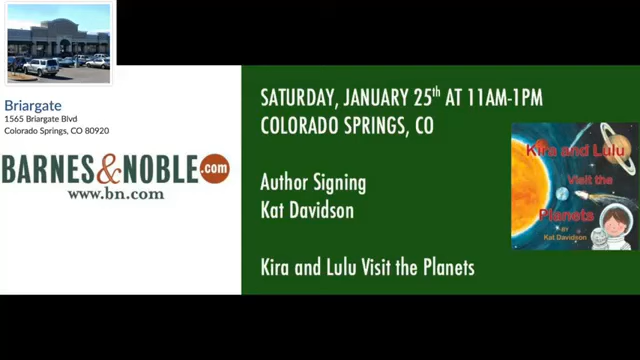 Briargate
1565 Briargate Blvd
Colorado Springs, CO 80920
BARNES&NOBLE.com
www.bn.com
SATURDAY, JANUARY 25th AT 11AM-1PM
COLORADO SPRINGS, CO
Author Signing
Kat Davidson
Kira and Lulu Visit the Planets
Kira and Lulu
Visit the
Planets
BY
Kat Davidson